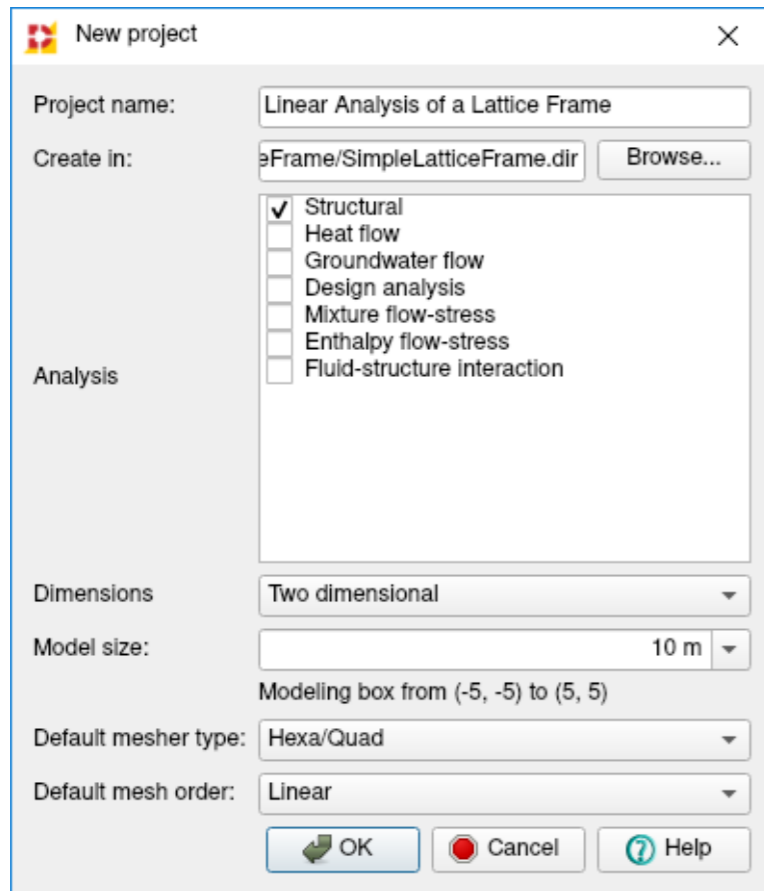 New project
Project name: Linear Analysis of a Lattice Frame
Create in: eFrame/SimpleLatticeFrame.dir Browse...
Structural
Heat flow
Groundwater flow
Design analysis
Mixture flow-stress
Enthalpy flow-stress
Fluid-structure interaction
Analysis
Dimensions Two dimensional
Model size: 10 m
Modeling box from (-5, -5) to (5, 5)
Default mesher type: Hexa/Quad
Default mesh order: Linear
OK Cancel Help